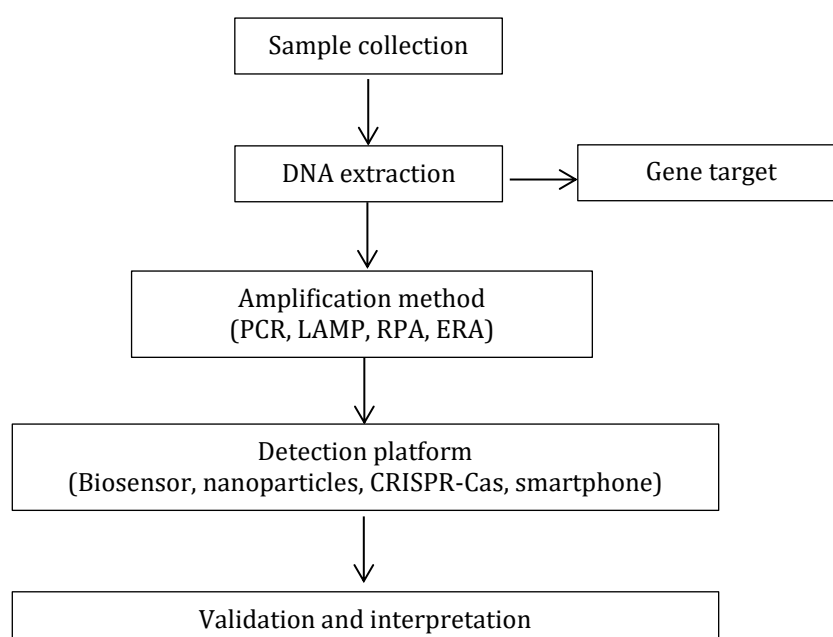 Sample collection
DNA extraction
Gene target
Amplification method
(PCR, LAMP, RPA, ERA)
Detection platform
(Biosensor, nanoparticles, CRISPR-Cas, smartphone)
Validation and interpretation